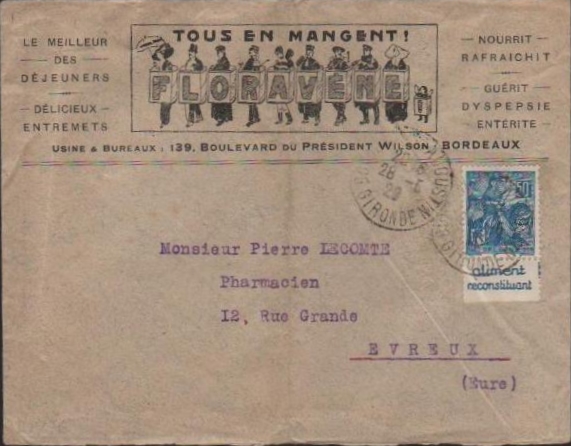 LE MEILLEUR
— DES —
DÉJEUNERS
— DÉLICIEUX —
ENTREMETS
TOUS EN MANGENT!
FLORAVÈNE
— NOURRIT —
RAFRAICHIT
— GUÉRIT —
DYSPEPSIE
ENTÉRITE
USINE & BUREAUX : 139, BOULEVARD DU PRÉSIDENT WILSON, BORDEAUX
GIRONDE
aliment
reconstituant
Monsieur Pierre LECOMTE
Pharmacien
12, Rue Grande
EVREUX
(Eure)